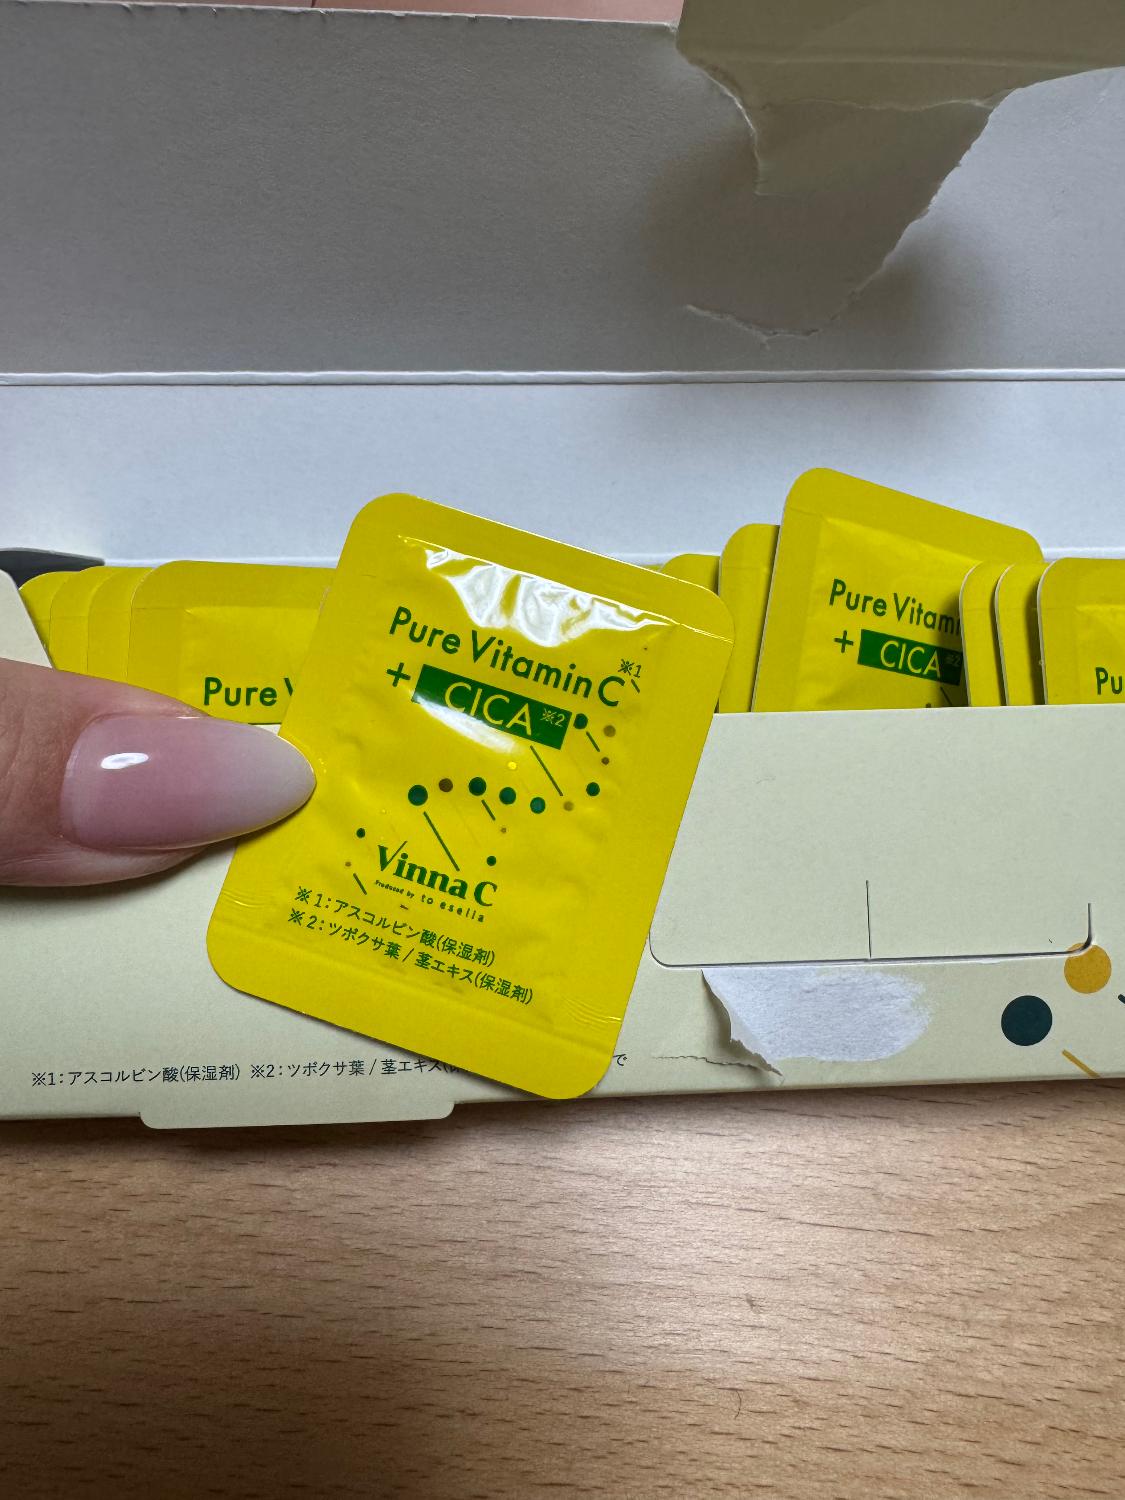 Pure Vitamin C ※1
+ CICA ※2
Vinna C
Produced by to esella
※1：アスコルビン酸(保湿剤)
※2：ツボクサ葉 / 茎エキス(保湿剤)
Pure V
Pure Vitam
+ CICA ※2
Pu
※1：アスコルビン酸(保湿剤) ※2：ツボクサ葉 / 茎エキス(
で